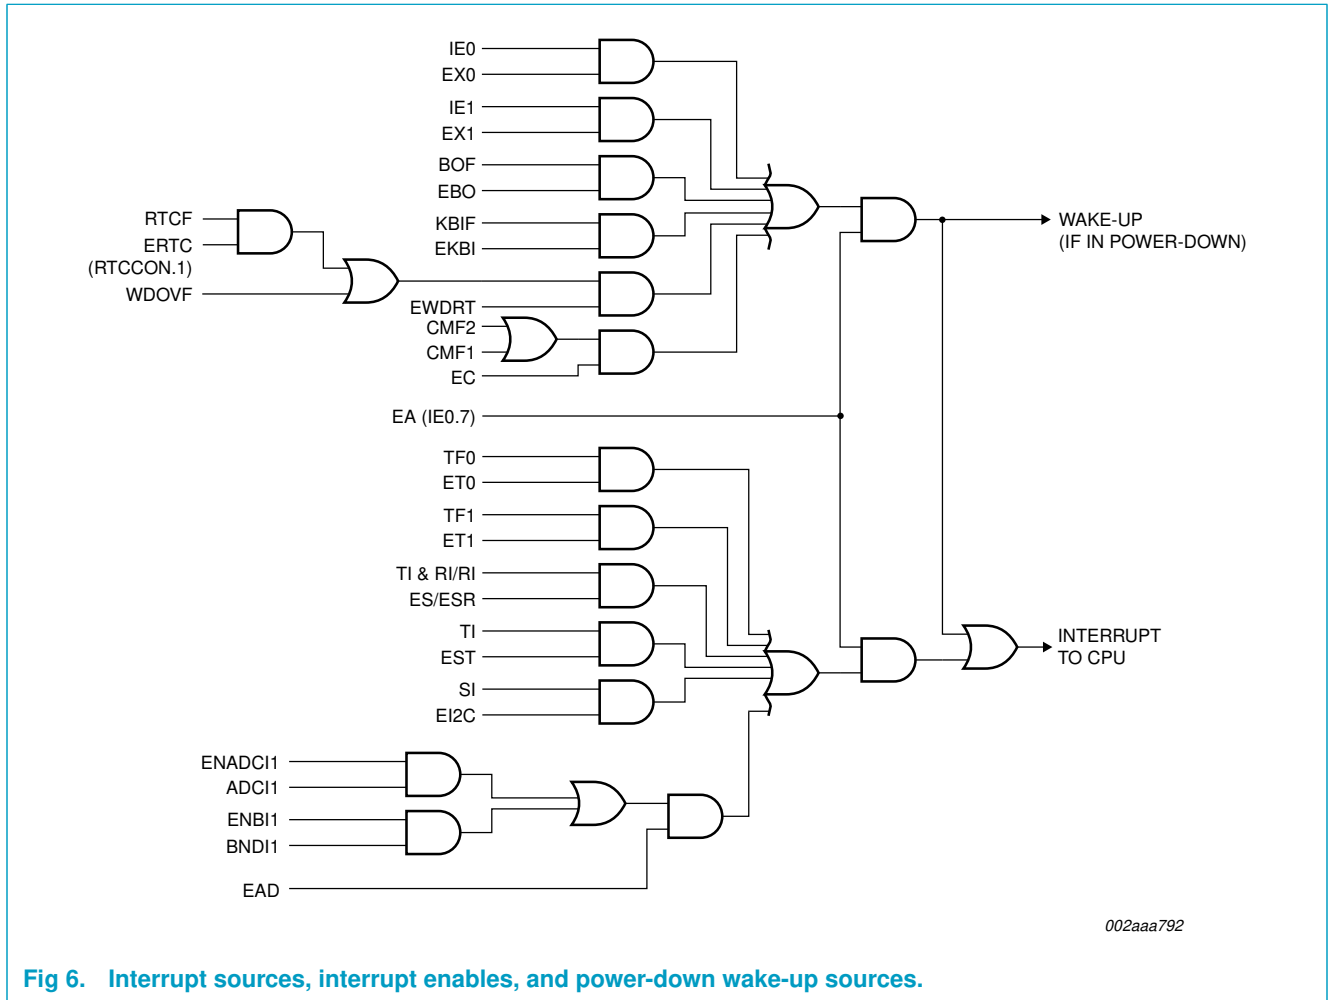 IE0
EX0
IE1
EX1
BOF
EBO
RTCF
KBIF
WAKE-UP
ERTC
EKBI
(IF IN POWER-DOWN)
(RTCCON.1)
WDOVF
EWDRT
CMF2
CMF1
EC
EA (IE0.7)
TF0
ET0
TF1
ET1
TI & RI/RI
ES/ESR
TI
INTERRUPT
EST
TO CPU
SI
EI2C
ENADCI1
ADCI1
ENBI1
BNDI1
EAD
002aaa792
Fig 6. Interrupt sources, interrupt enables, and power-down wake-up sources.